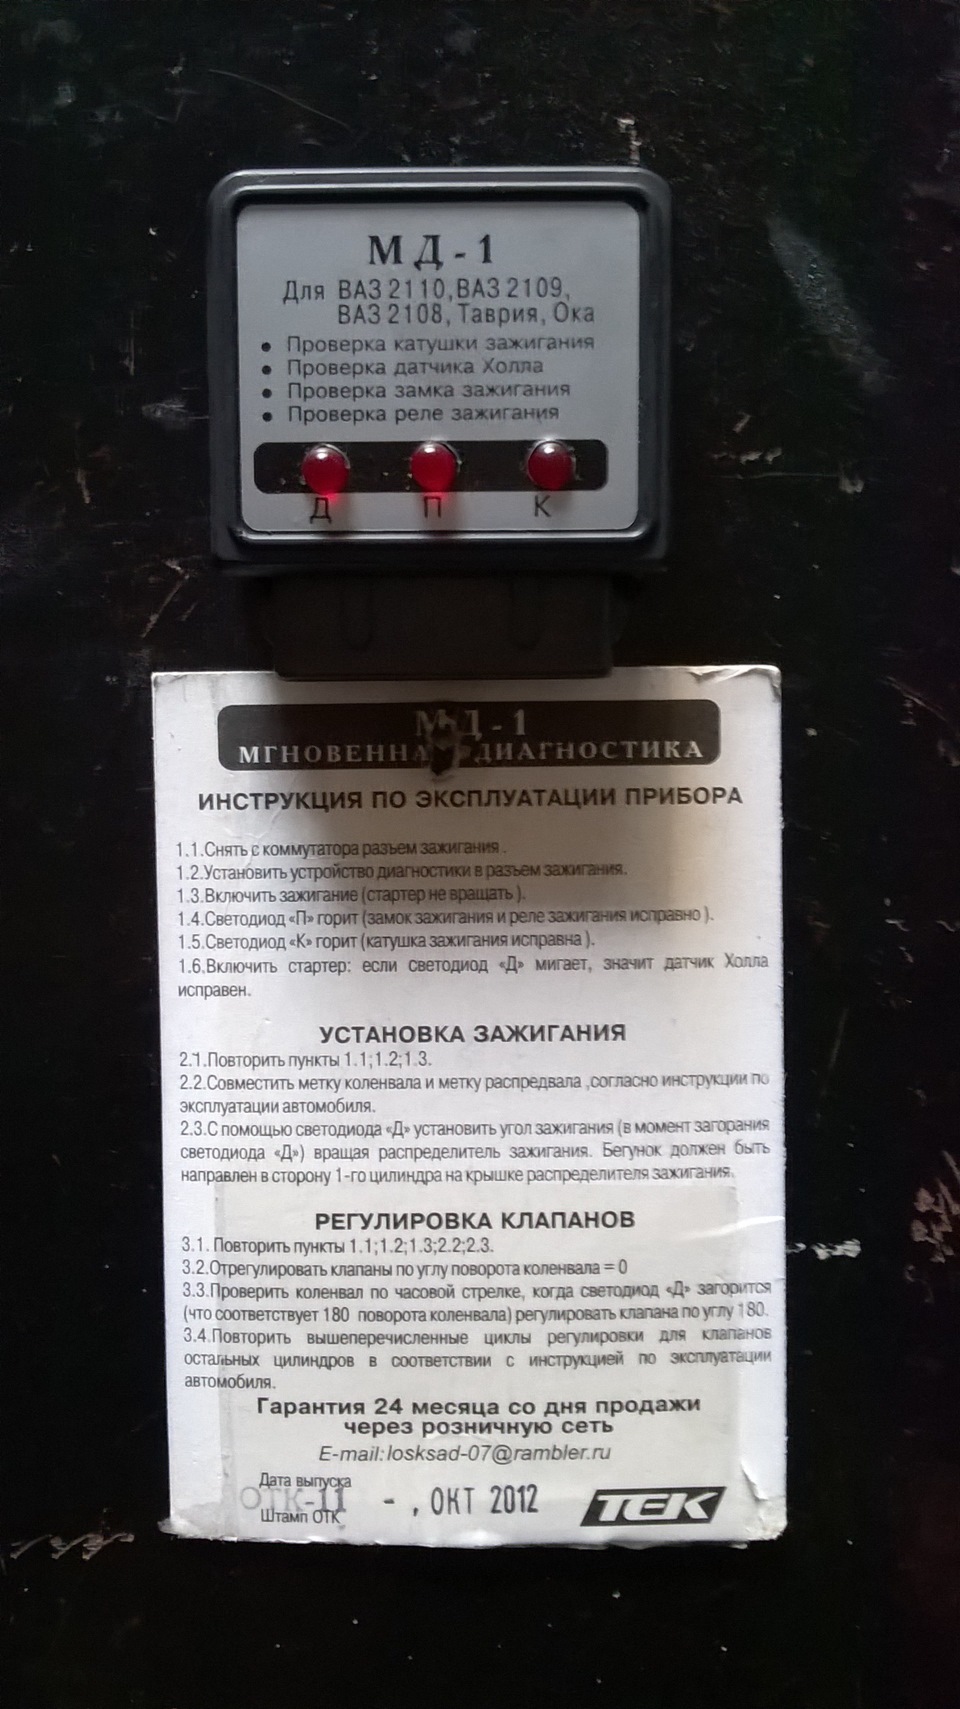 МД-1
Для ВАЗ 2110, ВАЗ 2109,
ВАЗ 2108, Таврия, Ока
• Проверка катушки зажигания
• Проверка датчика Холла
• Проверка замка зажигания
• Проверка реле зажигания
Д П К
МД-1
МГНОВЕННА ДИАГНОСТИКА
ИНСТРУКЦИЯ ПО ЭКСПЛУАТАЦИИ ПРИБОРА
1.1.Снять с коммутатора разъем зажигания .
1.2.Установить устройство диагностики в разъем зажигания.
1.3.Включить зажигание (стартер не вращать ).
1.4.Светодиод «П» горит (замок зажигания и реле зажигания исправно ).
1.5.Светодиод «К» горит (катушка зажигания исправна ).
1.6.Включить стартер: если светодиод «Д» мигает, значит датчик Холла
исправен.
УСТАНОВКА ЗАЖИГАНИЯ
2.1.Повторить пункты 1.1;1.2;1.3.
2.2.Совместить метку коленвала и метку распредвала ,согласно инструкции по
эксплуатации автомобиля.
2.3.С помощью светодиода «Д» установить угол зажигания (в момент загорания
светодиода «Д») вращая распределитель зажигания. Бегунок должен быть
направлен в сторону 1-го цилиндра на крышке распределителя зажигания.
РЕГУЛИРОВКА КЛАПАНОВ
3.1. Повторить пункты 1.1;1.2;1.3;2.2;2.3.
3.2.Отрегулировать клапаны по углу поворота коленвала = 0
3.3.Проверить коленвал по часовой стрелке, когда светодиод «Д» загорится
(что соответствует 180 поворота коленвала) регулировать клапана по углу 180.
3.4.Повторить вышеперечисленные циклы регулировки для клапанов
остальных цилиндров в соответствии с инструкцией по эксплуатации
автомобиля.
Гарантия 24 месяца со дня продажи
через розничную сеть
E-mail: losksad-07@rambler.ru
Дата выпуска
ОТК-11 - , ОКТ 2012
Штамп ОТК
ТЕК